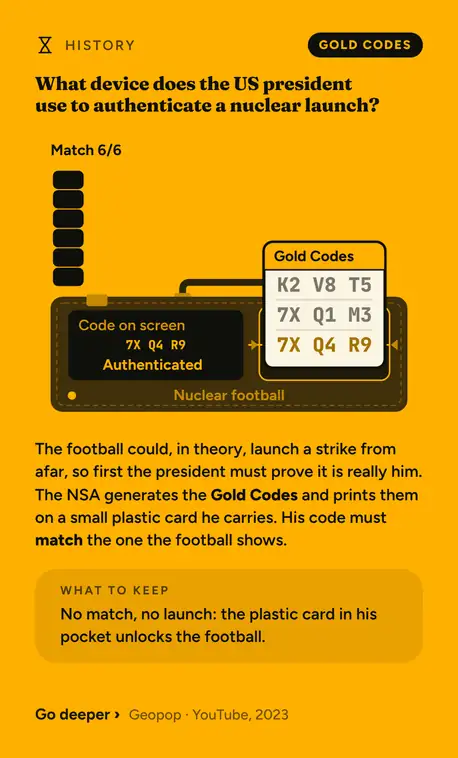 HISTORY
GOLD CODES
What device does the US president
use to authenticate a nuclear launch?
Match 6/6
Gold Codes
K2 V8 T5
7X Q1 M3
7X Q4 R9
Code on screen
7X Q4 R9
Authenticated
Nuclear football
The football could, in theory, launch a strike from
afar, so first the president must prove it is really him.
The NSA generates the Gold Codes and prints them
on a small plastic card he carries. His code must
match the one the football shows.
WHAT TO KEEP
No match, no launch: the plastic card in his
pocket unlocks the football.
Go deeper › Geopop · YouTube, 2023